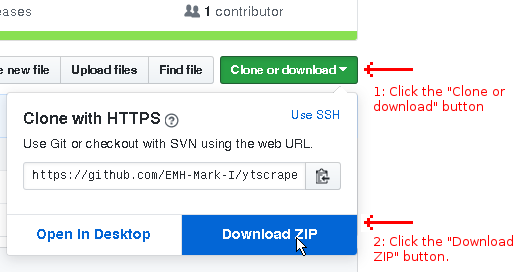 eases
1 contributor
e new file
Upload files
Find file
Clone or download
1: Click the "Clone or
download" button
Clone with HTTPS ?
Use SSH
Use Git or checkout with SVN using the web URL.
https://github.com/EMH-Mark-I/ytscrape
Open in Desktop
Download ZIP
2: Click the "Download
ZIP" button.